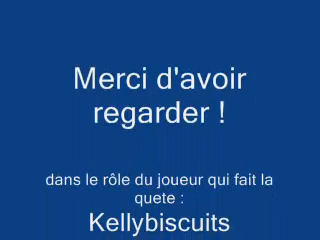 Merci d'avoir
regarder !
dans le rôle du joueur qui fait la
quete :
Kellybiscuits